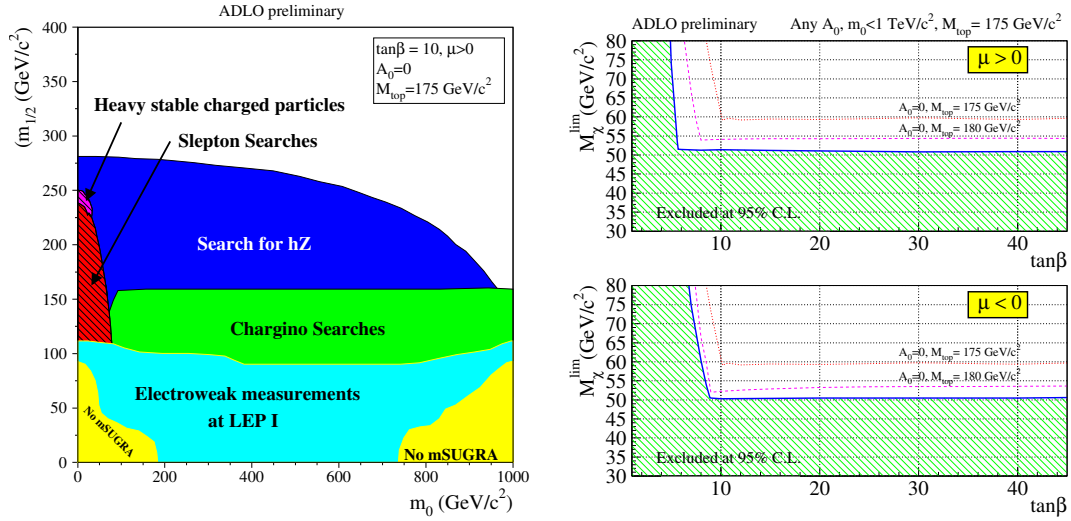 ADLO preliminary
(m1/2 (GeV/c2)
400
350
300
250
200
150
100
50
0
tanβ = 10, μ>0
A0=0
Mtop=175 GeV/c2
Heavy stable charged particles
Slepton Searches
Search for hZ
Chargino Searches
Electroweak measurements
at LEP I
No mSUGRA
No mSUGRA
0 200 400 600 800 1000
m0 (GeV/c2)
ADLO preliminary Any A0, m0<1 TeV/c2, Mtop = 175 GeV/c2
Mχlim (GeV/c2)
80
75
70
65
60
55
50
45
40
35
30
μ > 0
A0=0, Mtop= 175 GeV/c2
A0=0, Mtop= 180 GeV/c2
Excluded at 95% C.L.
10 20 30 40
tanβ
Mχlim (GeV/c2)
80
75
70
65
60
55
50
45
40
35
30
μ < 0
A0=0, Mtop= 175 GeV/c2
A0=0, Mtop= 180 GeV/c2
Excluded at 95% C.L.
10 20 30 40
tanβ